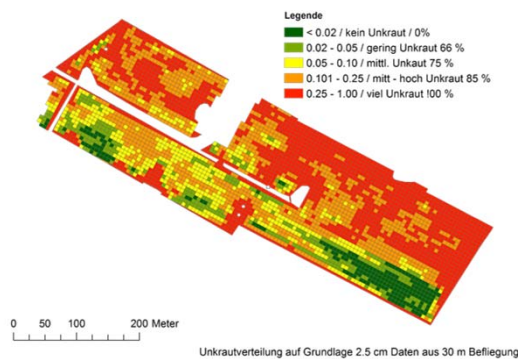 Legende
< 0.02 / kein Unkraut / 0%
0.02 - 0.05 / gering Unkraut 66 %
0.05 - 0.10 / mittl. Unkaut 75 %
0.101 - 0.25 / mitt - hoch Unkraut 85 %
0.25 - 1.00 / viel Unkraut !00 %
0 50 100 200 Meter
Unkrautverteilung auf Grundlage 2.5 cm Daten aus 30 m Befliegung